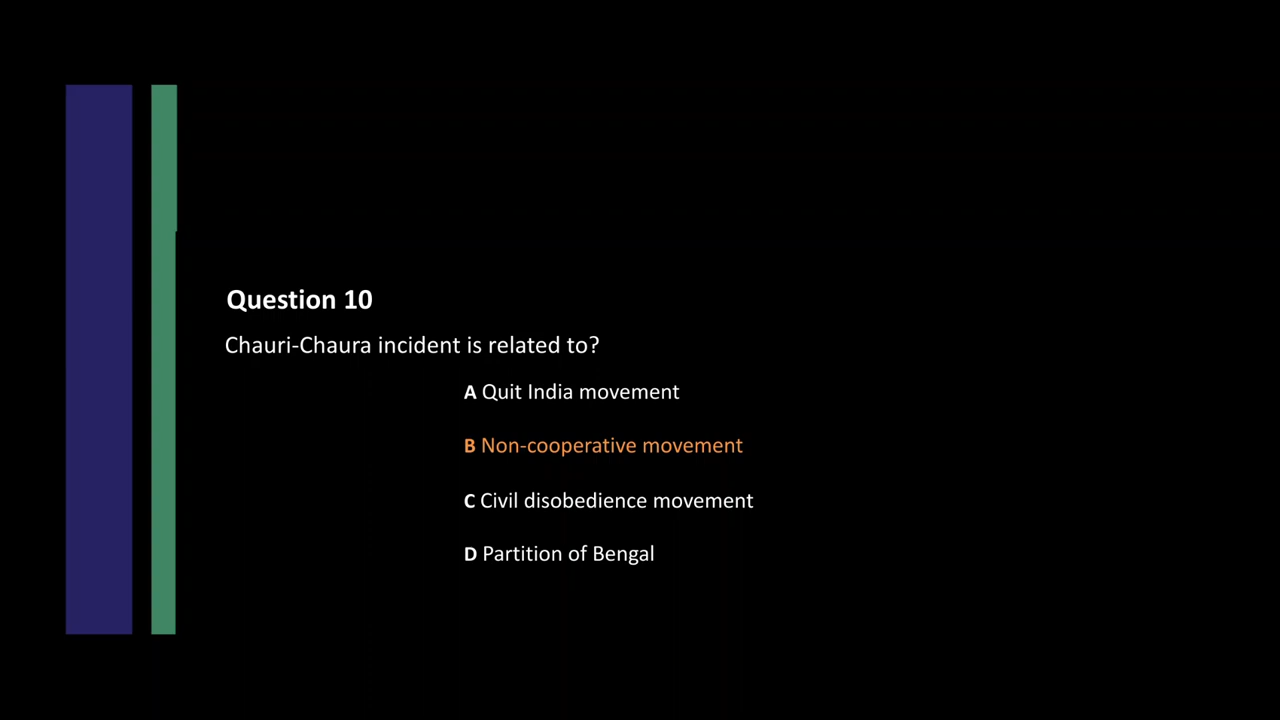 Question 10
Chauri-Chaura incident is related to?
A Quit India movement
B Non-cooperative movement
C Civil disobedience movement
D Partition of Bengal